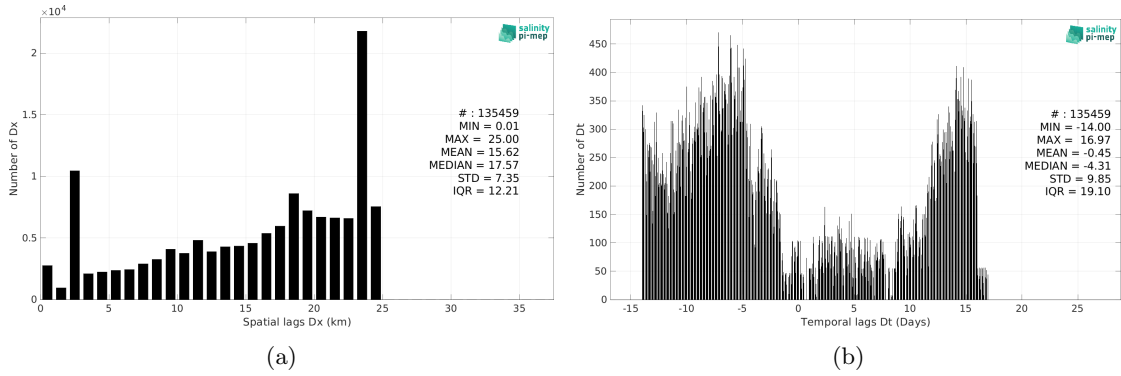 ×10⁴
2
1.5
1
0.5
0
Number of Dx
0 5 10 15 20 25 30 35
Spatial lags Dx (km)
salinity
pi-mep
# : 135459
MIN = 0.01
MAX = 25.00
MEAN = 15.62
MEDIAN = 17.57
STD = 7.35
IQR = 12.21
(a)
450
400
350
300
250
200
150
100
50
0
Number of Dt
-15 -10 -5 0 5 10 15 20 25
Temporal lags Dt (Days)
salinity
pi-mep
# : 135459
MIN = -14.00
MAX = 16.97
MEAN = -0.45
MEDIAN = -4.31
STD = 9.85
IQR = 19.10
(b)